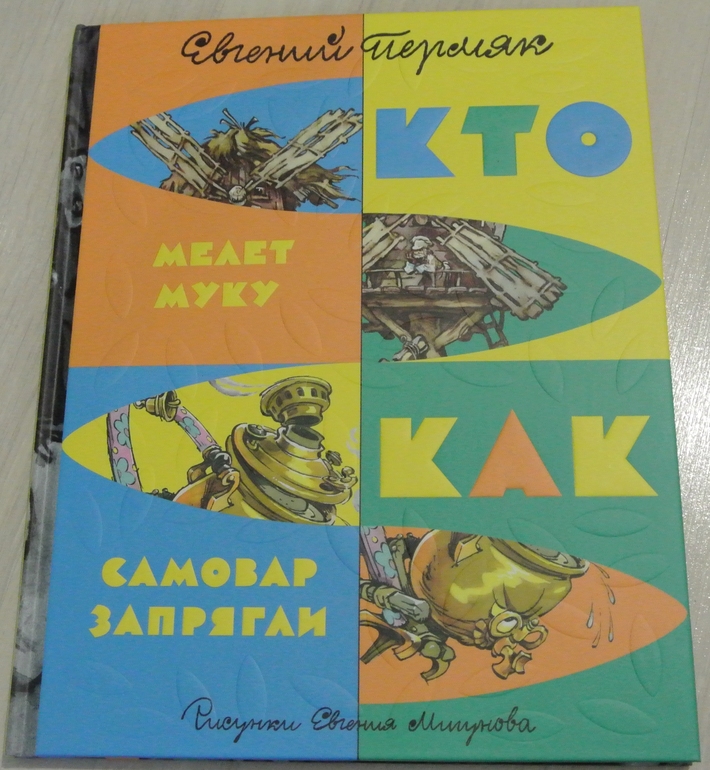 Евгений Пермяк
КТО
МЕЛЕТ
МУКУ
КАК
САМОВАР
ЗАПРЯГЛИ
Рисунки Евгения Мигунова